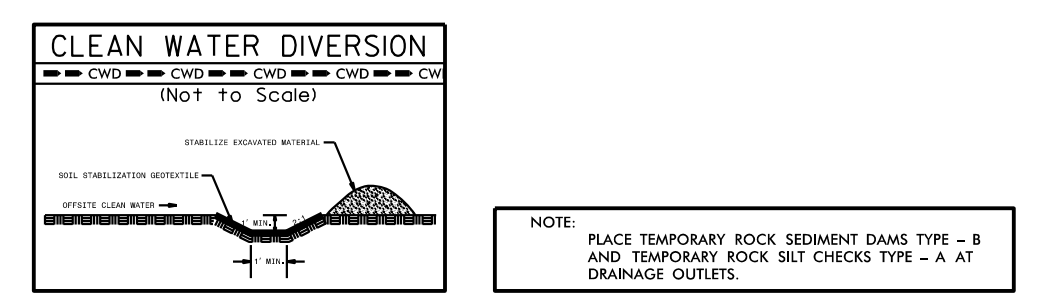 CLEAN WATER DIVERSION
CWD CWD CWD CWD CW
(Not to Scale)
STABILIZE EXCAVATED MATERIAL
SOIL STABILIZATION GEOTEXTILE
OFFSITE CLEAN WATER
1' MIN. 2:1
1' MIN.
NOTE:
PLACE TEMPORARY ROCK SEDIMENT DAMS TYPE – B
AND TEMPORARY ROCK SILT CHECKS TYPE – A AT
DRAINAGE OUTLETS.